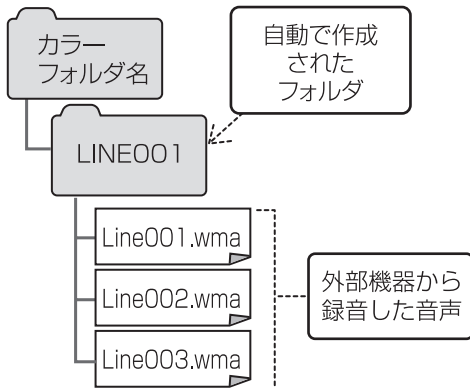 カラー
フォルダ名
自動で作成
された
フォルダ
LINE001
Line001.wma
Line002.wma
Line003.wma
外部機器から
録音した音声